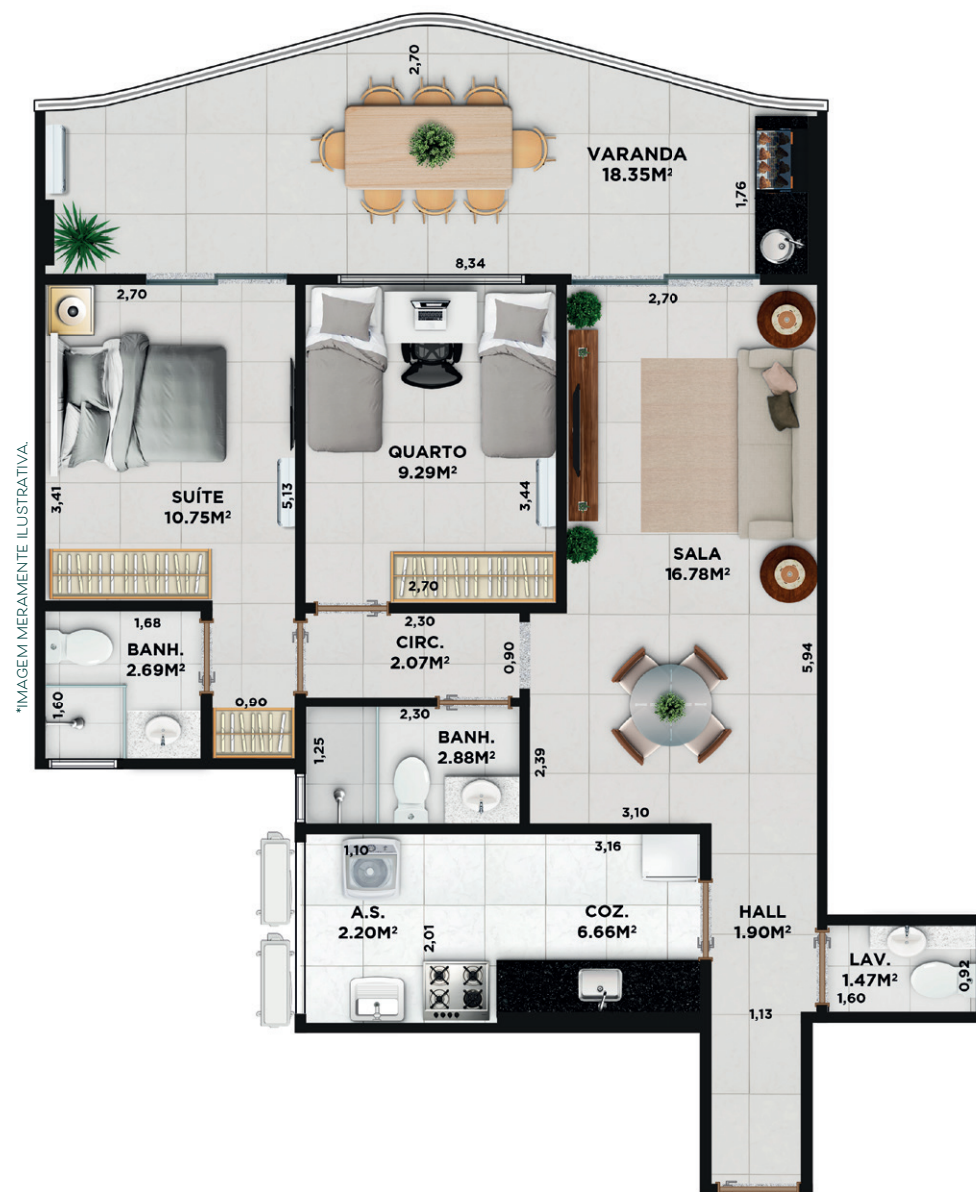 2,70
VARANDA
18.35M²
1,76
8,34
2,70
2,70
QUARTO
9.29M²
3,41
SUÍTE
10.75M²
5,13
3,44
SALA
16.78M²
2,70
*IMAGEM MERAMENTE ILUSTRATIVA.
1,68
BANH.
2.69M²
2,30
CIRC.
2.07M²
0,90
5,94
1,60
0,90
2,30
BANH.
2.88M²
1,25
2,39
3,10
1,10
3,16
A.S.
2.20M²
2,01
COZ.
6.66M²
HALL
1.90M²
LAV.
1.47M²
0,92
1,60
1,13